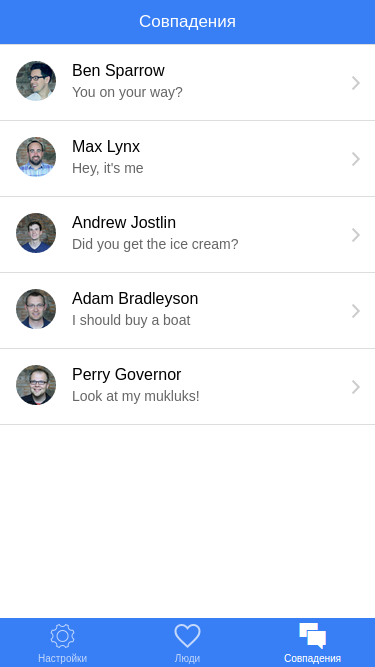 Совпадения
Ben Sparrow
You on your way?
Max Lynx
Hey, it's me
Andrew Jostlin
Did you get the ice cream?
Adam Bradleyson
I should buy a boat
Perry Governor
Look at my mukluks!
Настройки
Люди
Совпадения